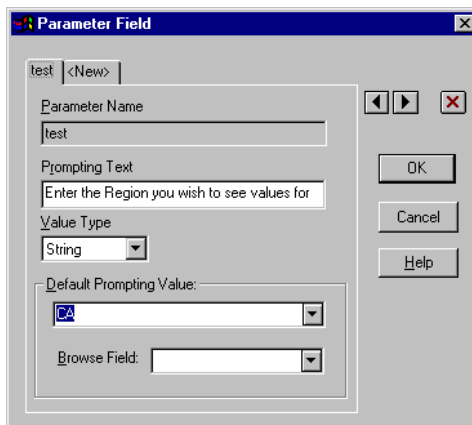 Parameter Field
test
<New>
Parameter Name
test
Prompting Text
Enter the Region you wish to see values for
Value Type
String
Default Prompting Value:
CA
Browse Field:
OK
Cancel
Help